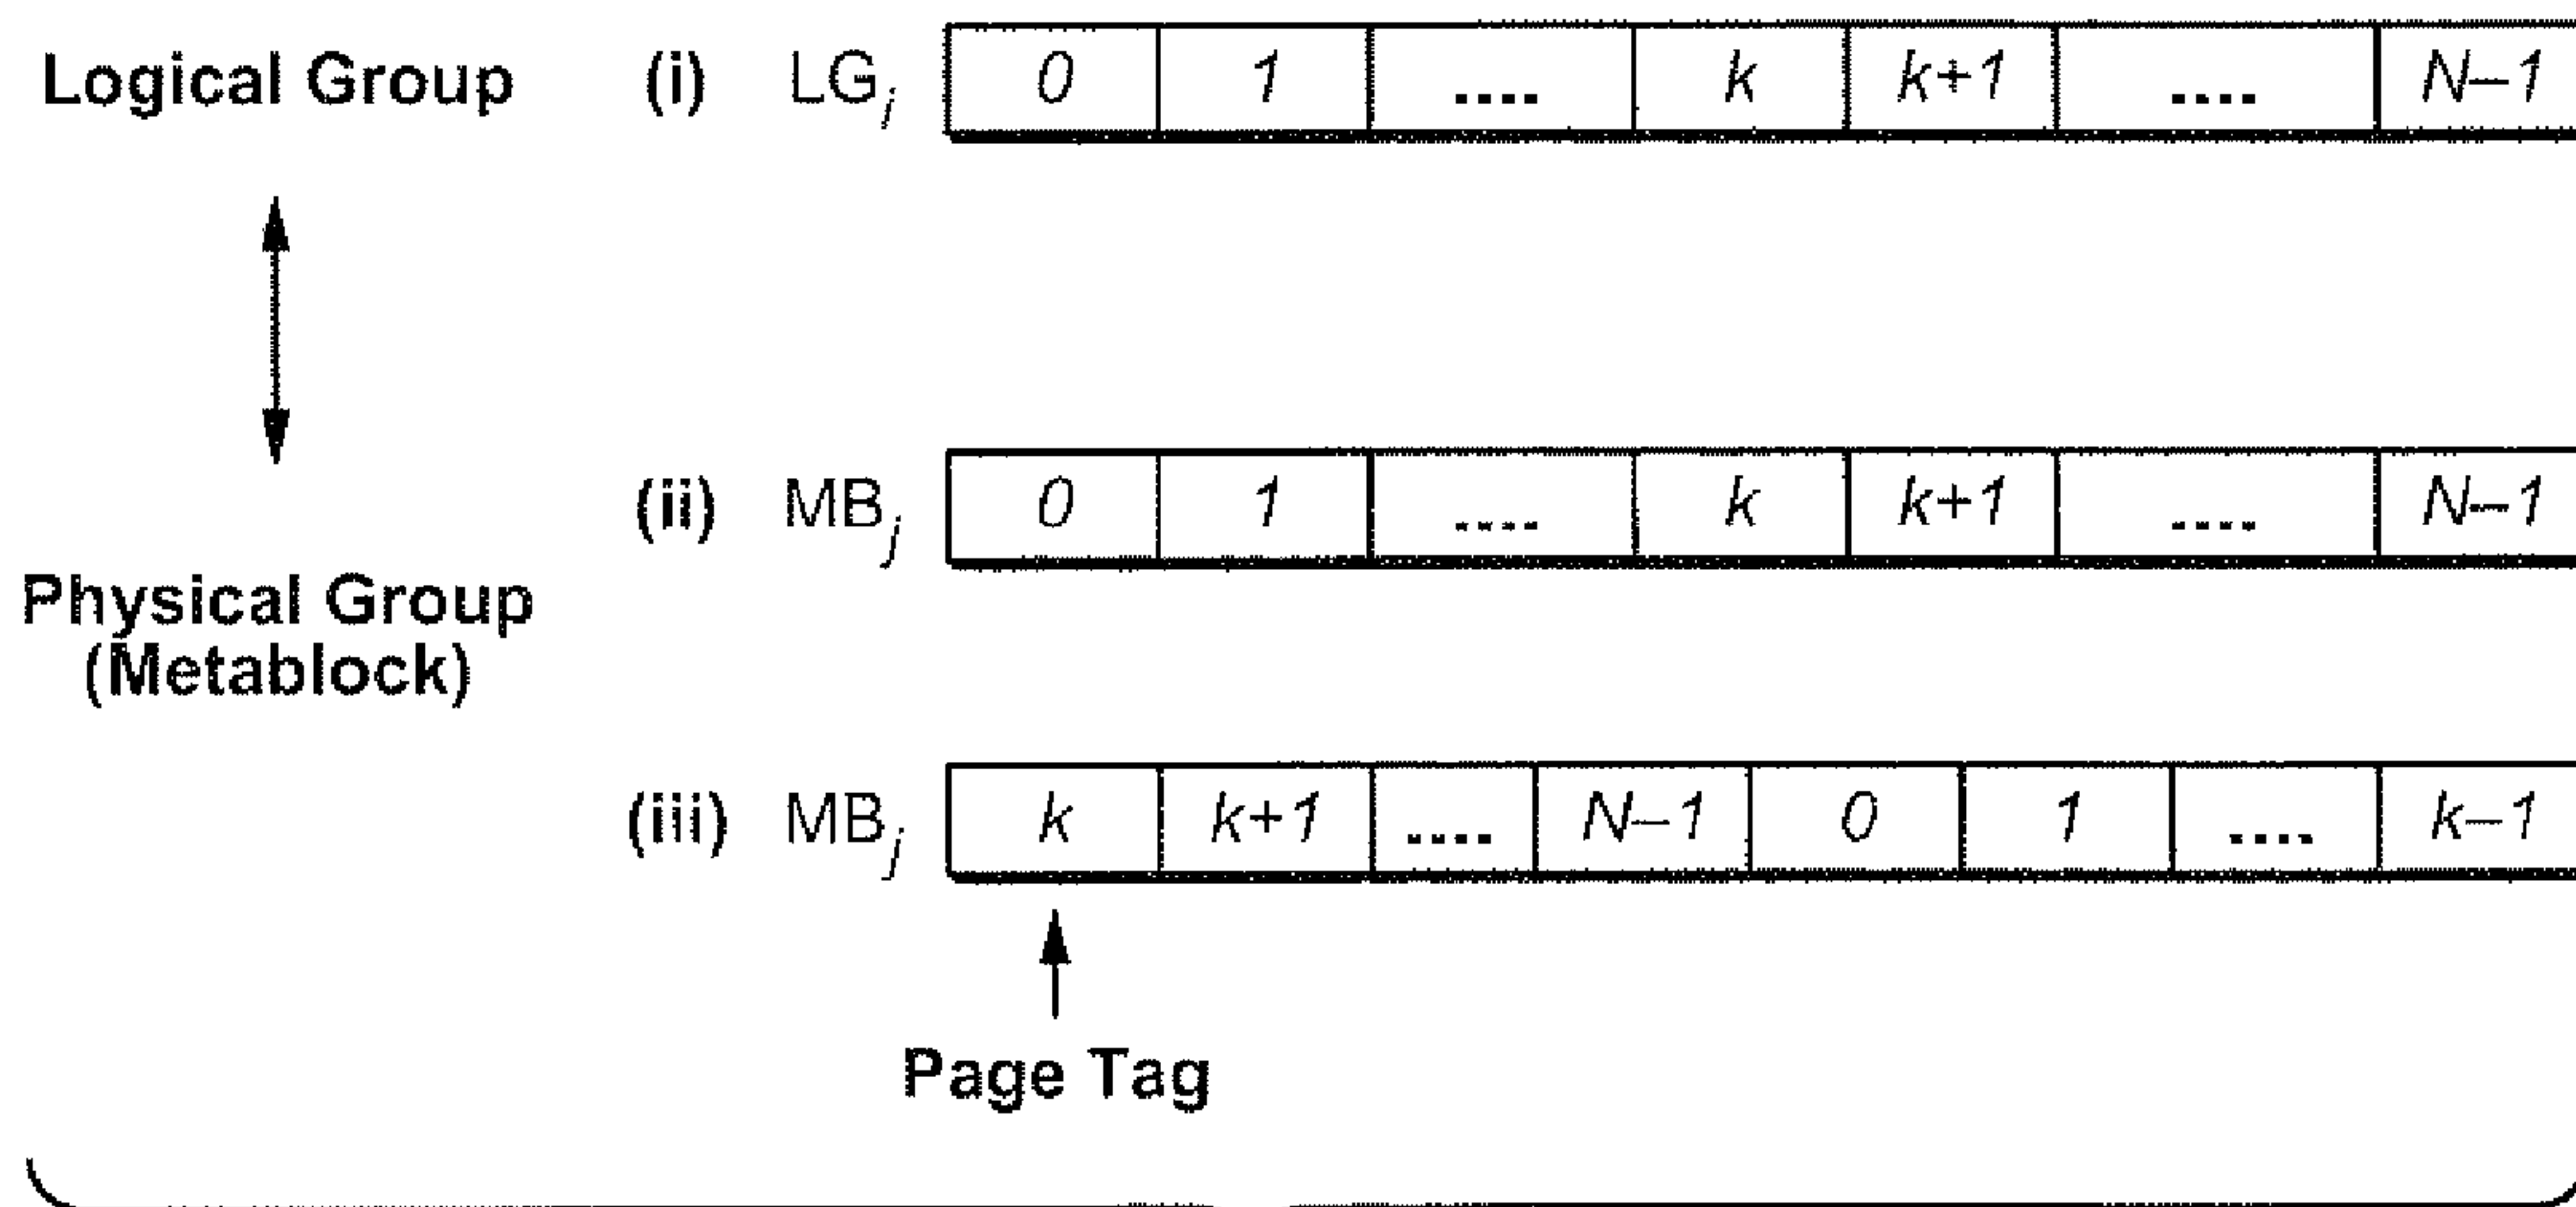 Logical Group (i) LGi 0 1 .... k k+1 .... N–1
(ii) MBj 0 1 .... k k+1 .... N–1
Physical Group
(Metablock)
(iii) MBj k k+1 .... N–1 0 1 .... k–1
Page Tag